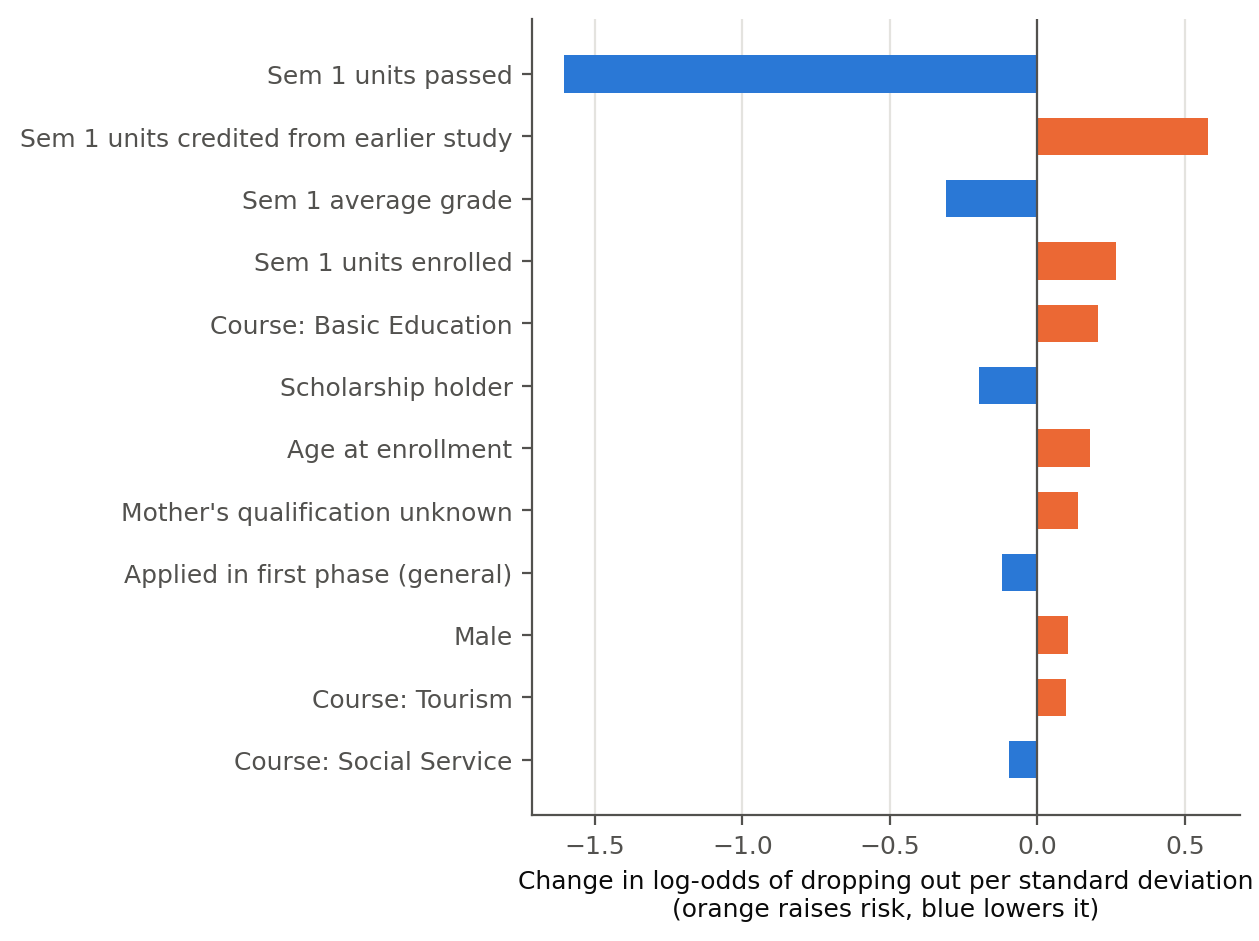 Sem 1 units passed
Sem 1 units credited from earlier study
Sem 1 average grade
Sem 1 units enrolled
Course: Basic Education
Scholarship holder
Age at enrollment
Mother's qualification unknown
Applied in first phase (general)
Male
Course: Tourism
Course: Social Service
−1.5 −1.0 −0.5 0.0 0.5
Change in log-odds of dropping out per standard deviation
(orange raises risk, blue lowers it)